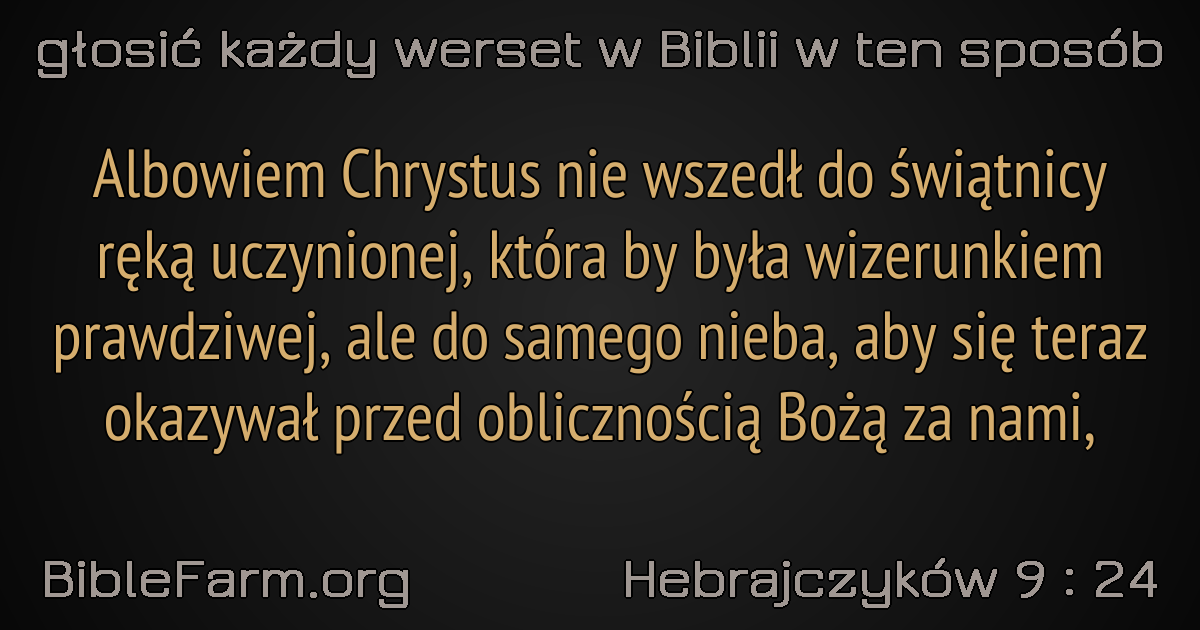 głosić każdy werset w Biblii w ten sposób
Albowiem Chrystus nie wszedł do świątnicy
ręką uczynionej, która by była wizerunkiem
prawdziwej, ale do samego nieba, aby się teraz
okazywał przed oblicznością Bożą za nami,
BibleFarm.org
Hebrajczyków 9 : 24